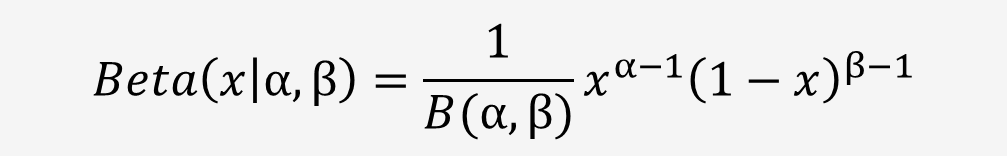 Beta(x|α, β) = 1/B(α, β) x^(α−1)(1 − x)^(β−1)